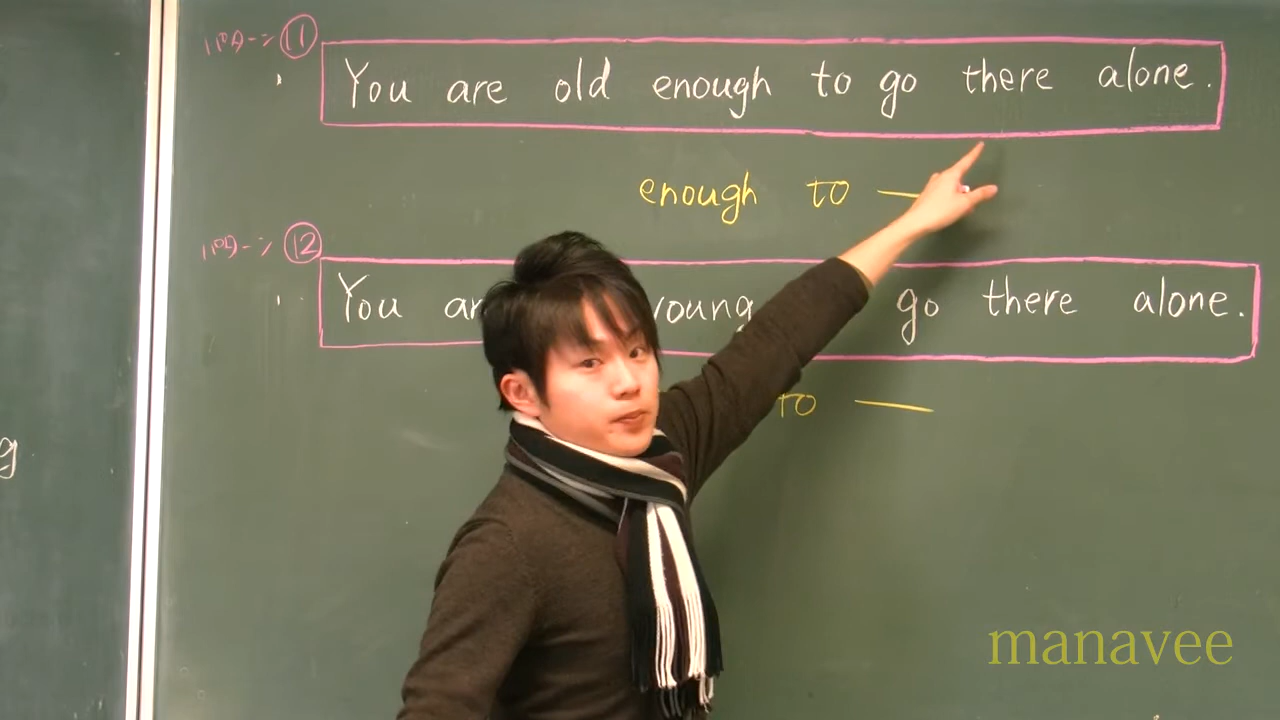 パターン⑪
You are old enough to go there alone.
enough to —
パターン⑫
You young go there alone.
to —
g
manavee